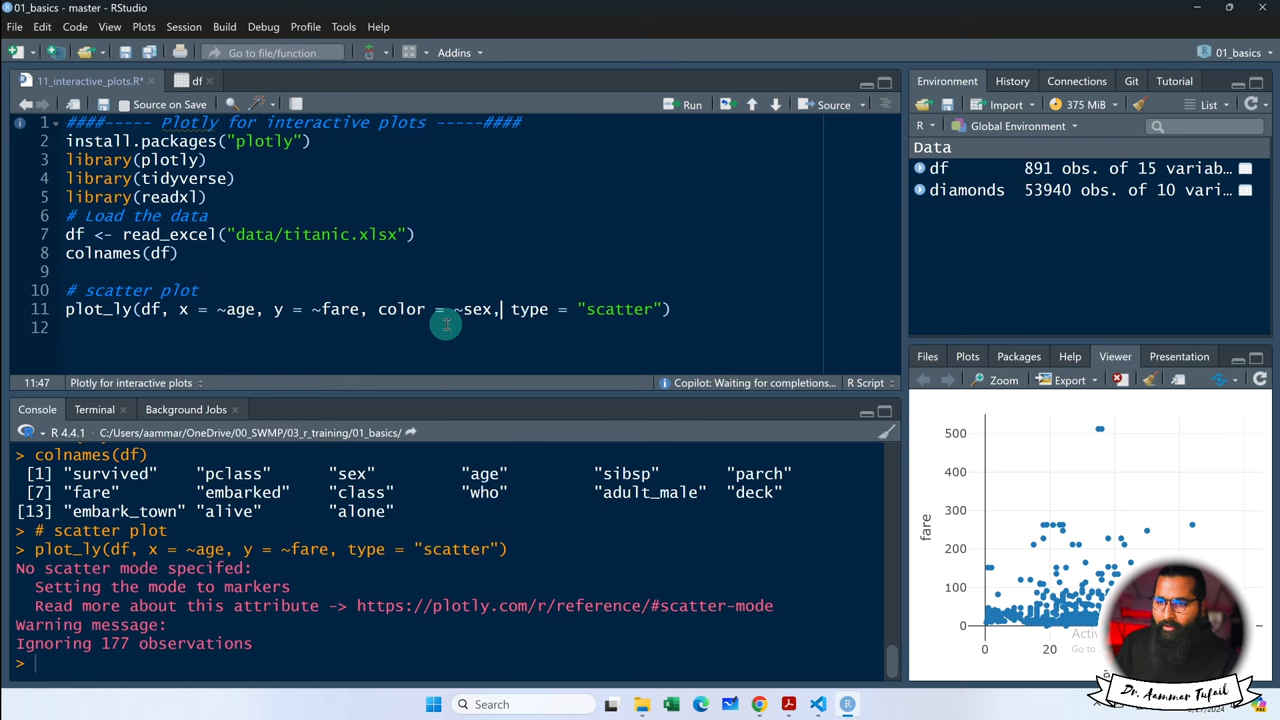 01_basics - master - RStudio
File Edit Code View Plots Session Build Debug Profile Tools Help
Go to file/function Addins 01_basics
11_interactive_plots.R* df
Source on Save Run Source
1 ####----- Plotly for interactive plots -----####
2 install.packages("plotly")
3 library(plotly)
4 library(tidyverse)
5 library(readxl)
6 # Load the data
7 df <- read_excel("data/titanic.xlsx")
8 colnames(df)
9
10 # scatter plot
11 plot_ly(df, x = ~age, y = ~fare, color = ~sex, type = "scatter")
12
11:47 Plotly for interactive plots Copilot: Waiting for completions... R Script
Console Terminal Background Jobs
R 4.4.1 · C:/Users/aammar/OneDrive/00_SWMP/03_r_training/01_basics/
> colnames(df)
[1] "survived" "pclass" "sex" "age" "sibsp" "parch"
[7] "fare" "embarked" "class" "who" "adult_male" "deck"
[13] "embark_town" "alive" "alone"
> # scatter plot
> plot_ly(df, x = ~age, y = ~fare, type = "scatter")
No scatter mode specifed:
Setting the mode to markers
Read more about this attribute -> https://plotly.com/r/reference/#scatter-mode
Warning message:
Ignoring 177 observations
>
Environment History Connections Git Tutorial
Import 375 MiB List
R Global Environment
Data
df 891 obs. of 15 variab...
diamonds 53940 obs. of 10 vari...
Files Plots Packages Help Viewer Presentation
Zoom Export
500
400
300
200
100
0
fare
0 20
Dr. Aammar Tufail
Search